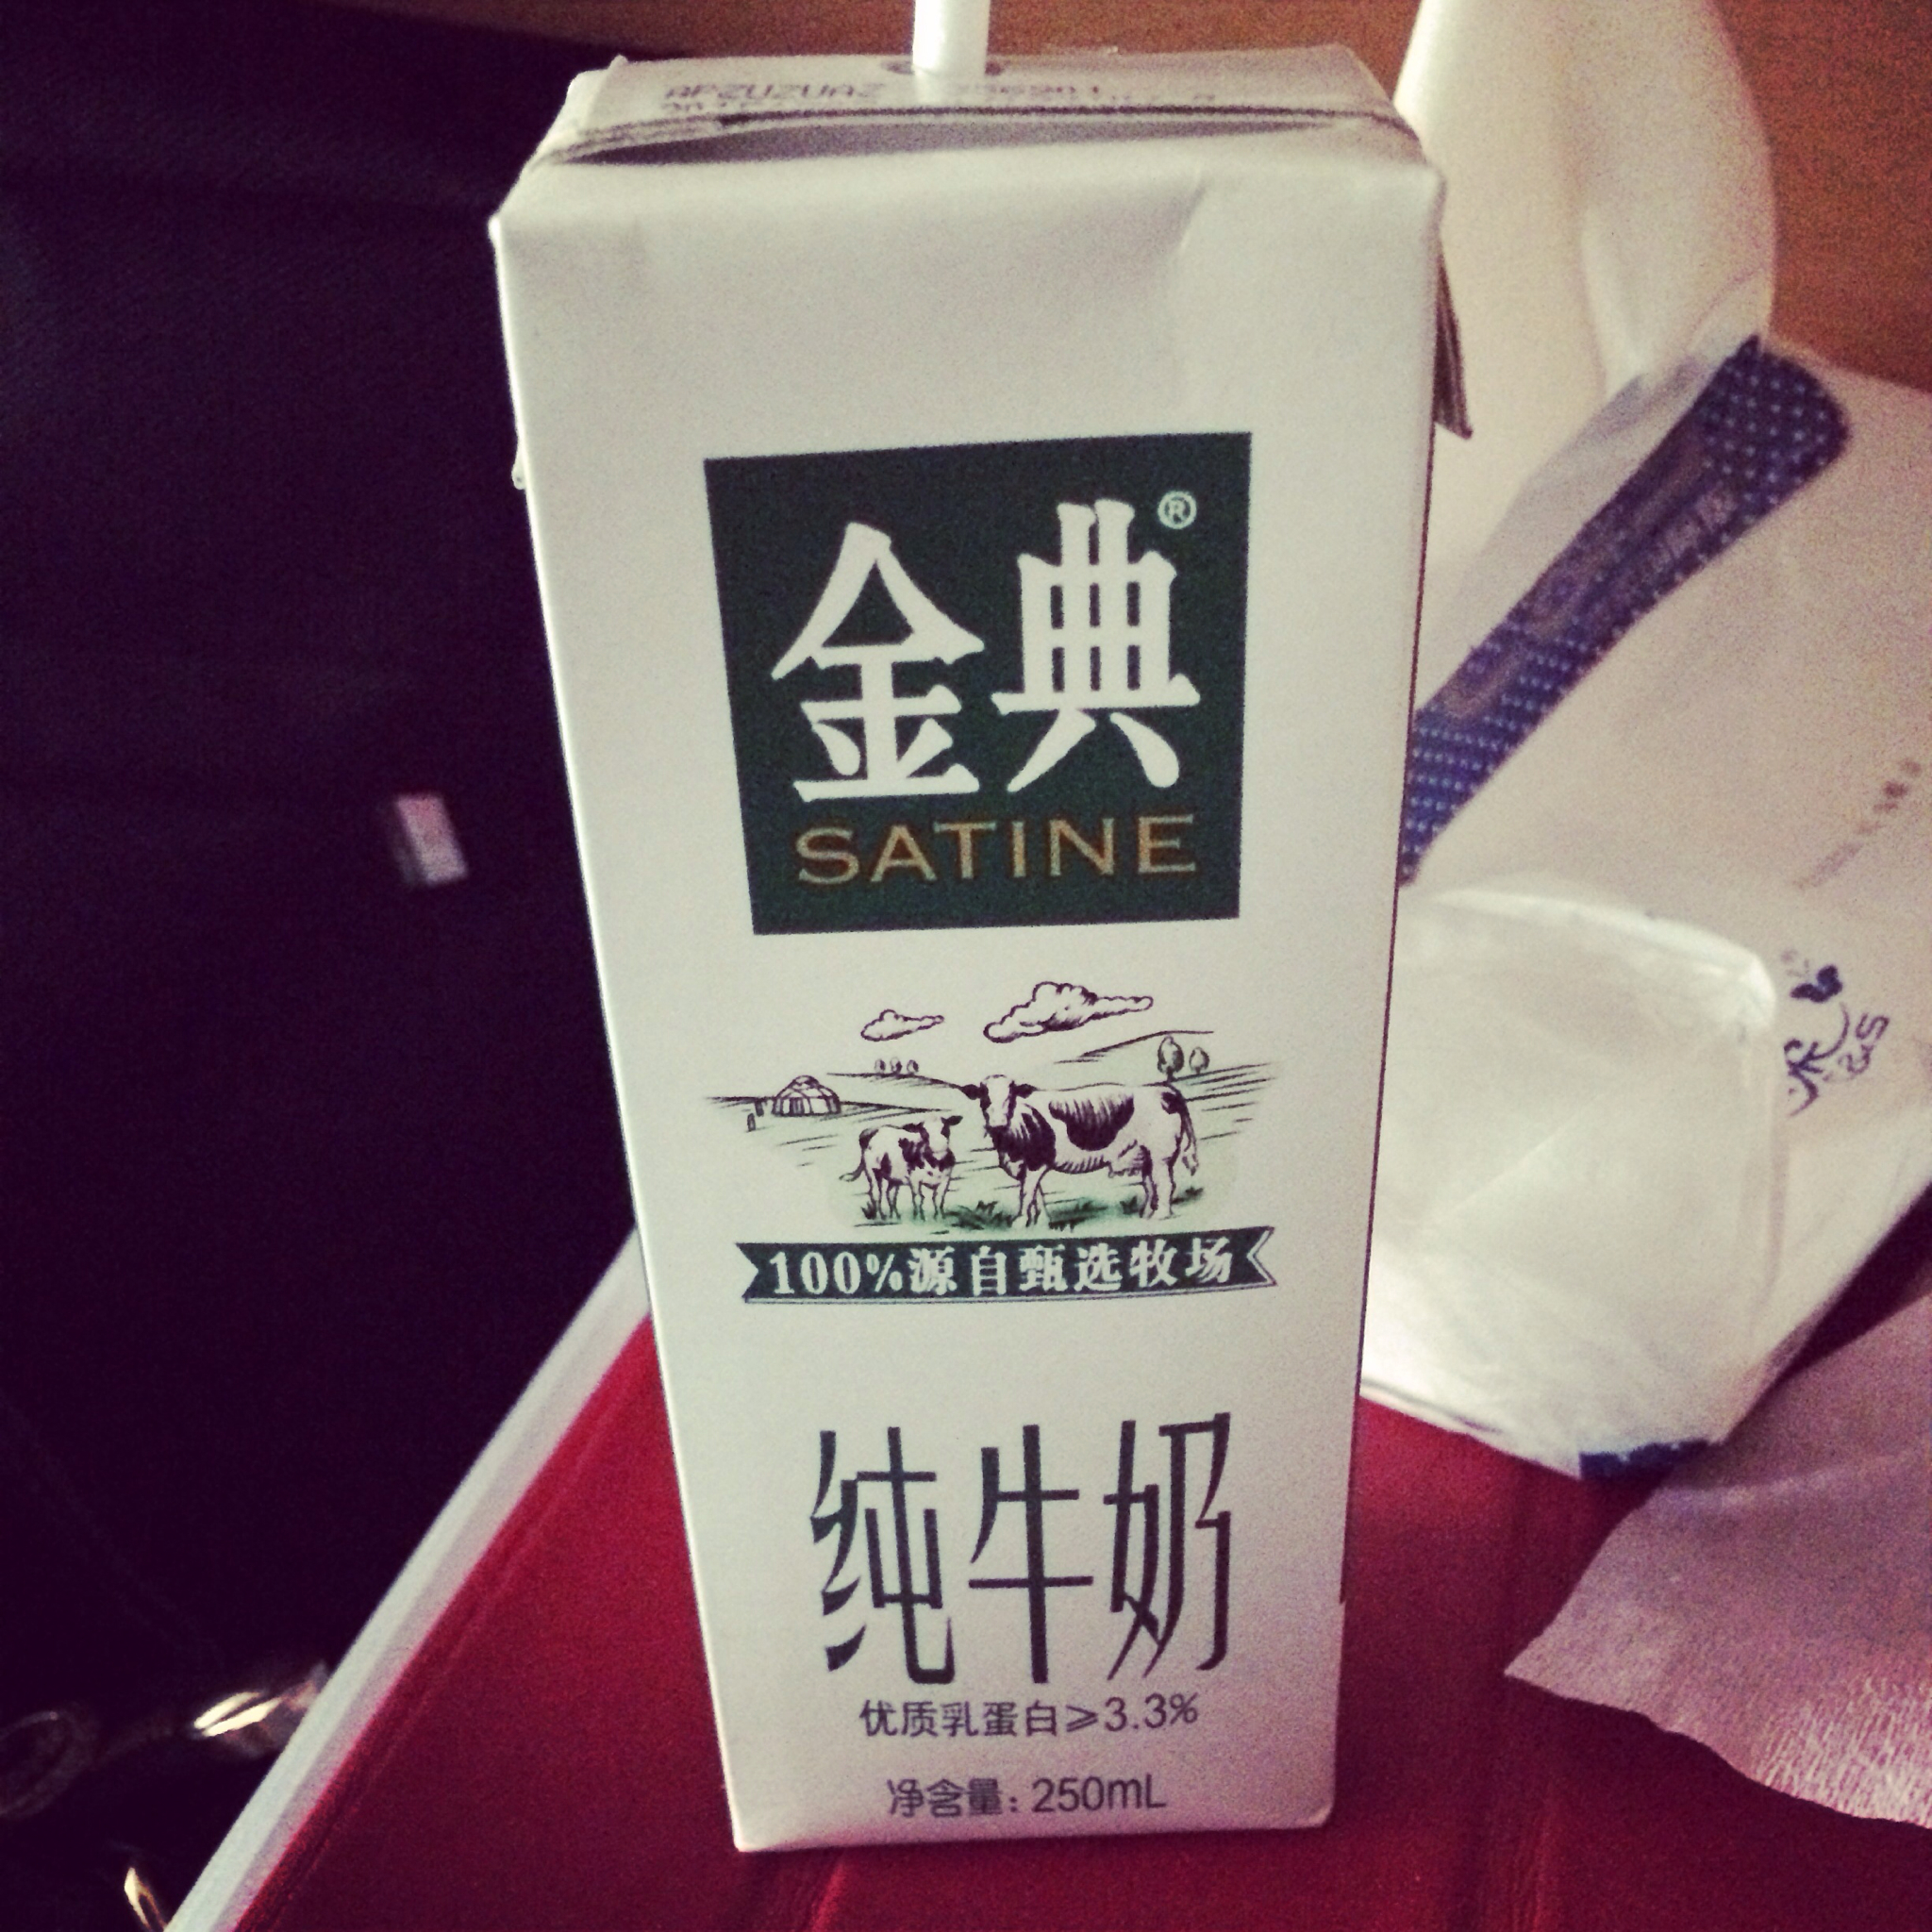 金典®
SATINE
100%源自甄选牧场
纯牛奶
优质乳蛋白≥3.3%
净含量: 250mL